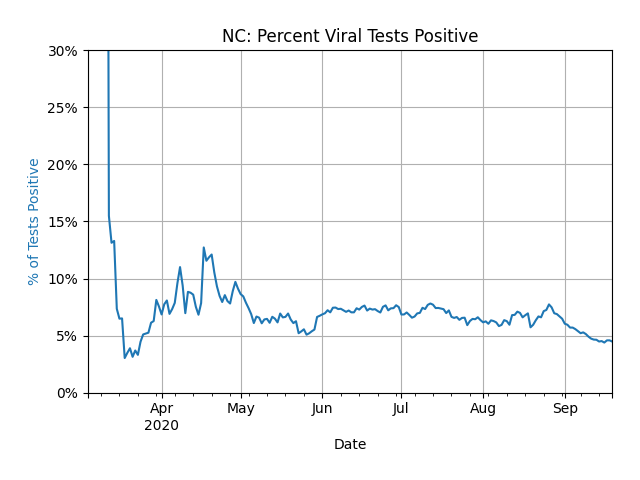 NC: Percent Viral Tests Positive
% of Tests Positive
30%
25%
20%
15%
10%
5%
0%
Apr May Jun Jul Aug Sep
2020
Date